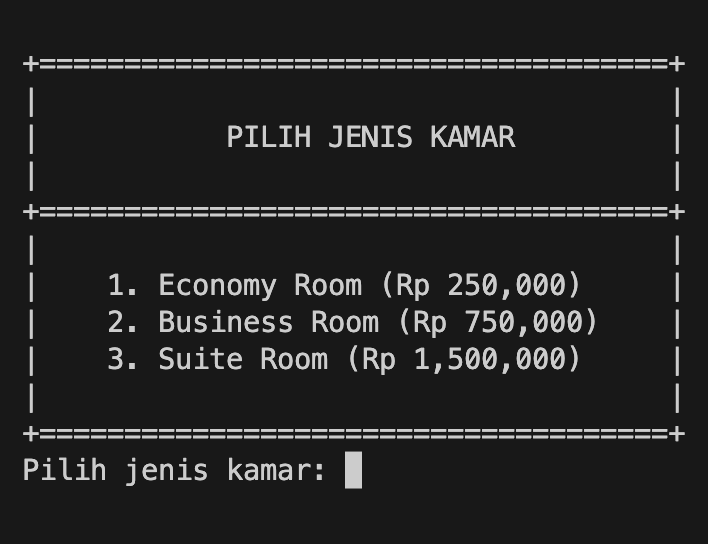 +=====================================+
|                                     |
|           PILIH JENIS KAMAR         |
|                                     |
+=====================================+
|                                     |
|    1. Economy Room (Rp 250,000)     |
|    2. Business Room (Rp 750,000)    |
|    3. Suite Room (Rp 1,500,000)     |
|                                     |
+=====================================+
Pilih jenis kamar: